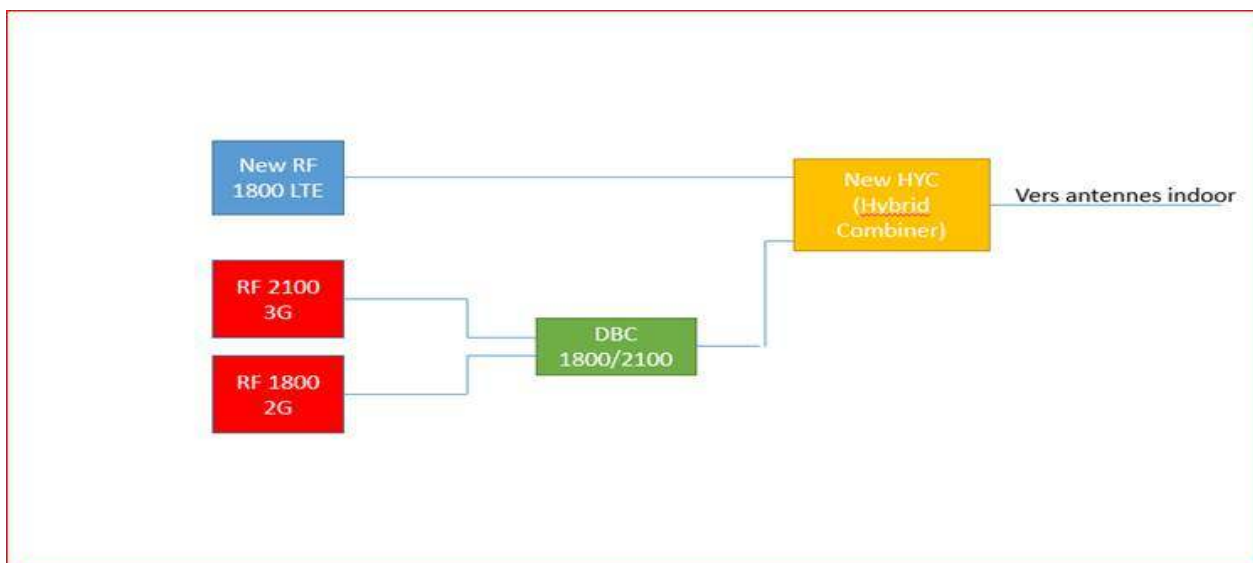 New RF
1800 LTE
RF 2100
3G
RF 1800
2G
DBC
1800/2100
New HYC
(Hybrid
Combiner)
Vers antennes indoor